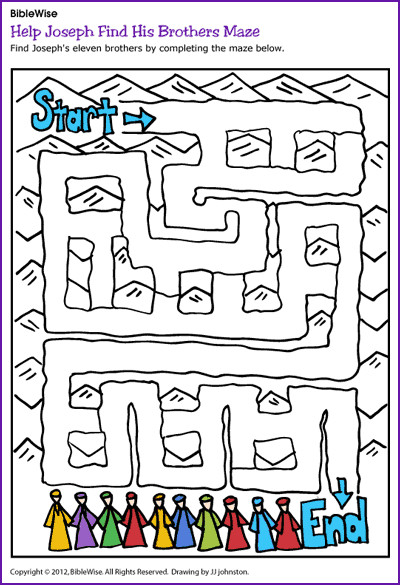 BibleWise
Help Joseph Find His Brothers Maze
Find Joseph's eleven brothers by completing the maze below.
Start
End
Copyright © 2012, BibleWise. All Rights Reserved. Drawing by JJ Johnston.